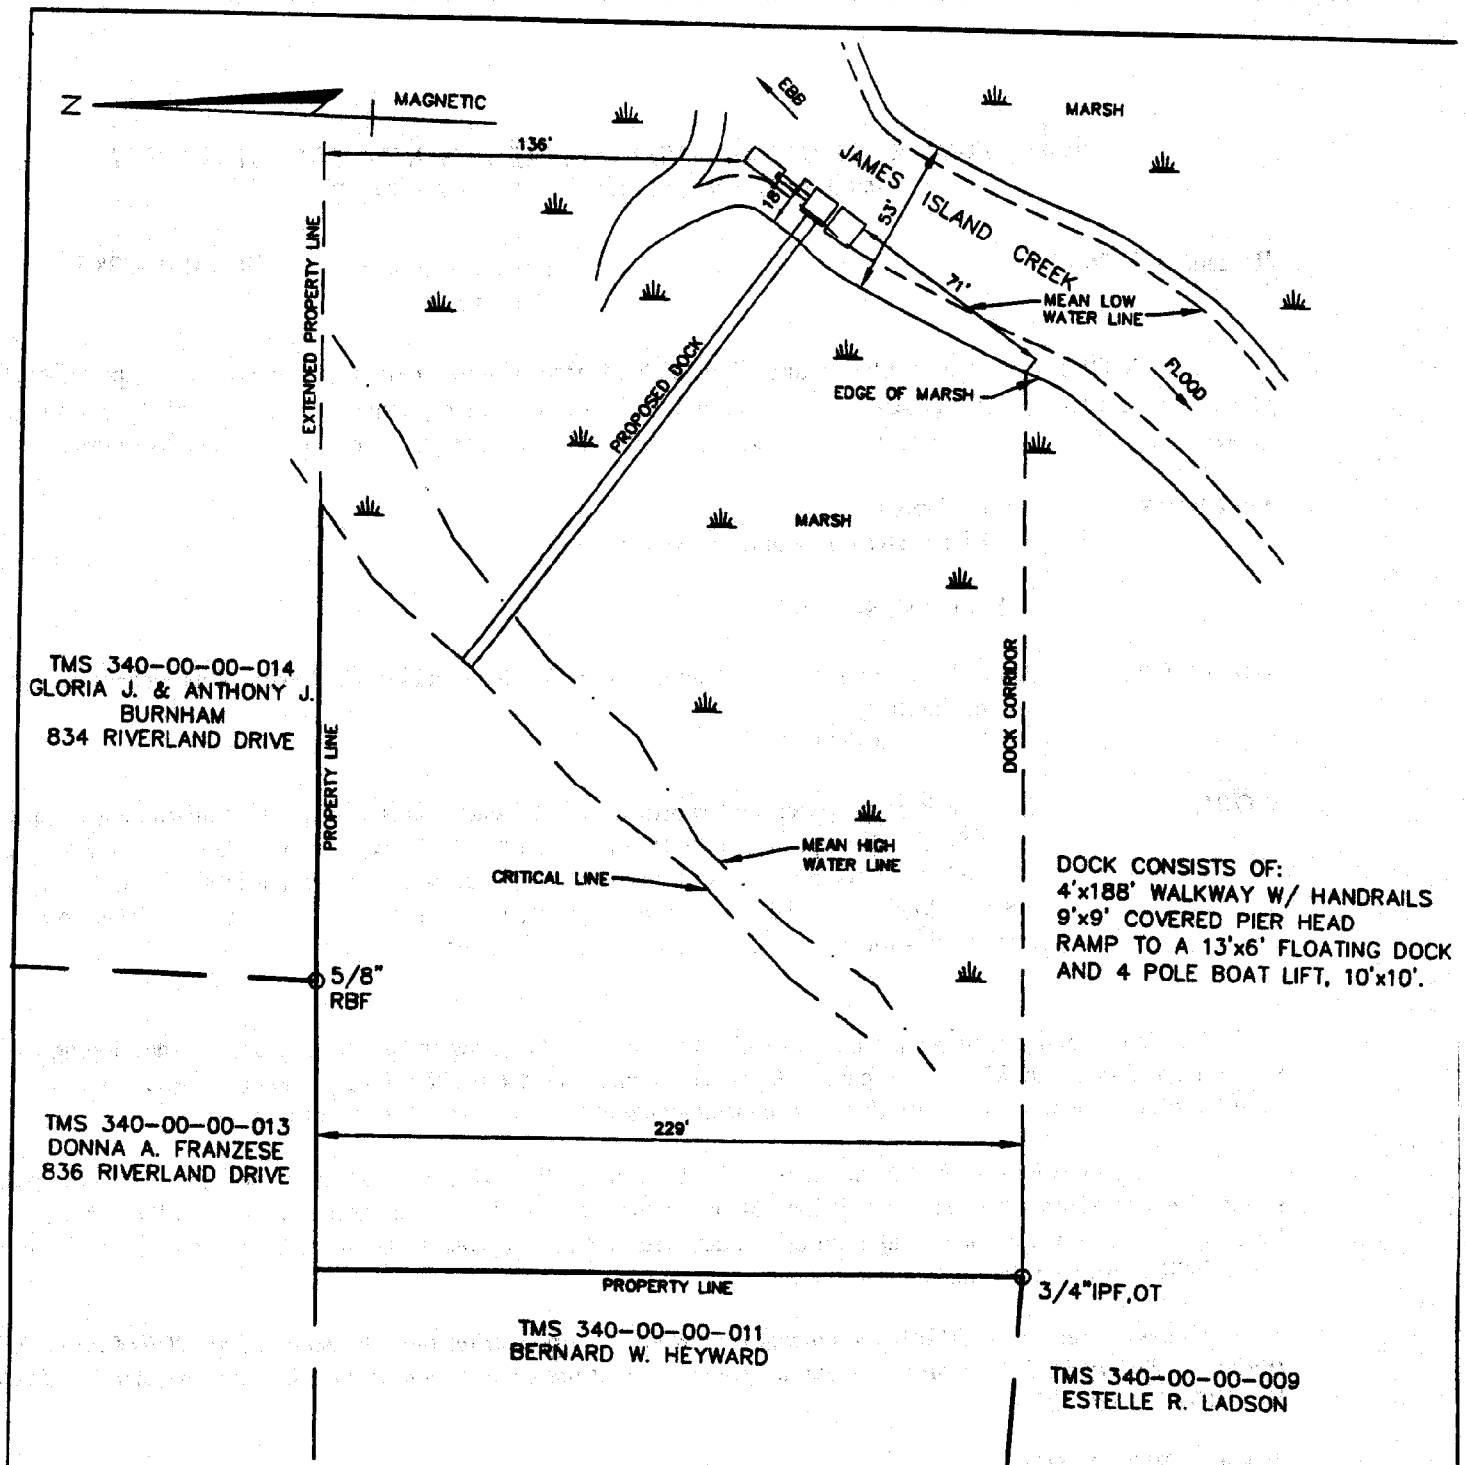 N
MAGNETIC
136'
EBB
MARSH
JAMES ISLAND CREEK
18'
53'
71'
MEAN LOW
WATER LINE
EXTENDED PROPERTY LINE
PROPOSED DOCK
EDGE OF MARSH
FLOOD
MARSH
TMS 340-00-00-014
GLORIA J. & ANTHONY J.
BURNHAM
834 RIVERLAND DRIVE
PROPERTY LINE
DOCK CORRIDOR
MEAN HIGH
WATER LINE
CRITICAL LINE
DOCK CONSISTS OF:
4'x188' WALKWAY W/ HANDRAILS
9'x9' COVERED PIER HEAD
RAMP TO A 13'x6' FLOATING DOCK
AND 4 POLE BOAT LIFT, 10'x10'.
5/8"
RBF
TMS 340-00-00-013
DONNA A. FRANZESE
836 RIVERLAND DRIVE
229'
PROPERTY LINE
3/4"IPF,OT
TMS 340-00-00-011
BERNARD W. HEYWARD
TMS 340-00-00-009
ESTELLE R. LADSON